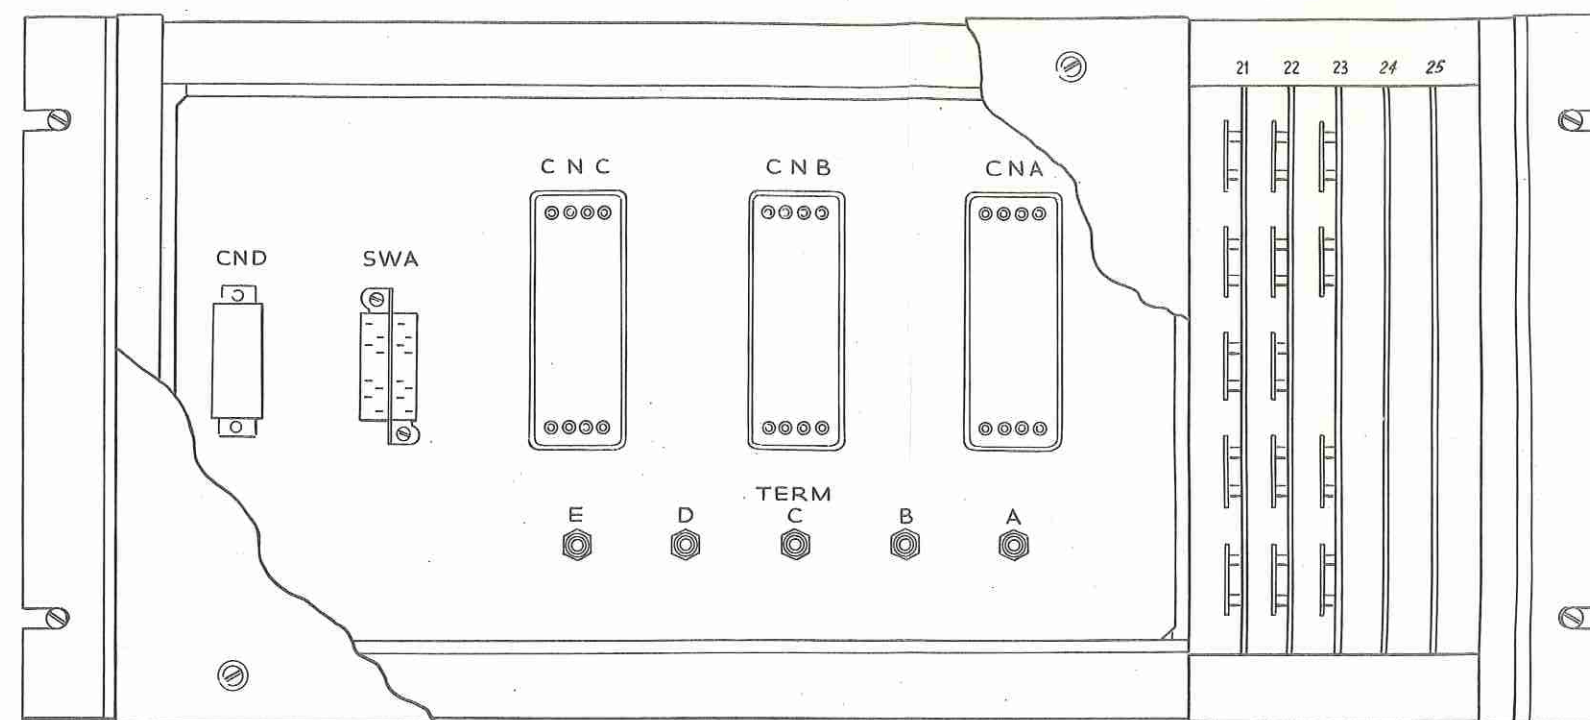 21 22 23 24 25
CNC CNB CNA
CND SWA
TERM
E D C B A